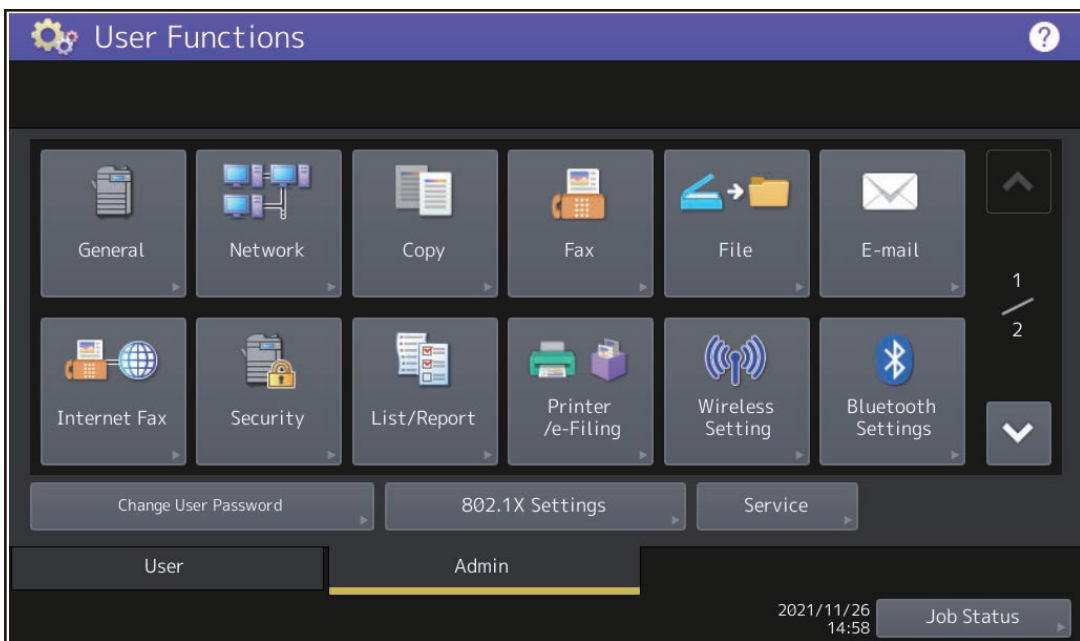 User Functions
?
General
Network
Copy
Fax
File
E-mail
1
2
Internet Fax
Security
List/Report
Printer
/e-Filing
Wireless
Setting
Bluetooth
Settings
Change User Password
802.1X Settings
Service
User
Admin
2021/11/26
14:58
Job Status